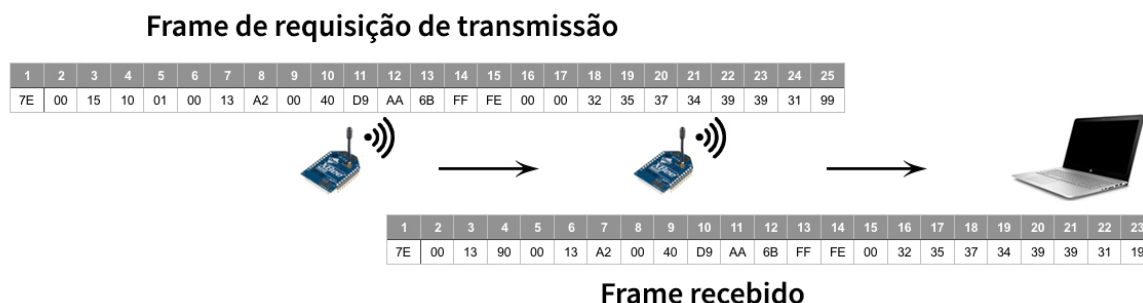 Frame de requisição de transmissão
1 2 3 4 5 6 7 8 9 10 11 12 13 14 15 16 17 18 19 20 21 22 23 24 25
7E 00 15 10 01 00 13 A2 00 40 D9 AA 6B FF FE 00 00 32 35 37 34 39 39 31 99
1 2 3 4 5 6 7 8 9 10 11 12 13 14 15 16 17 18 19 20 21 22 23
7E 00 13 90 00 13 A2 00 40 D9 AA 6B FF FE 00 32 35 37 34 39 39 31 19
Frame recebido